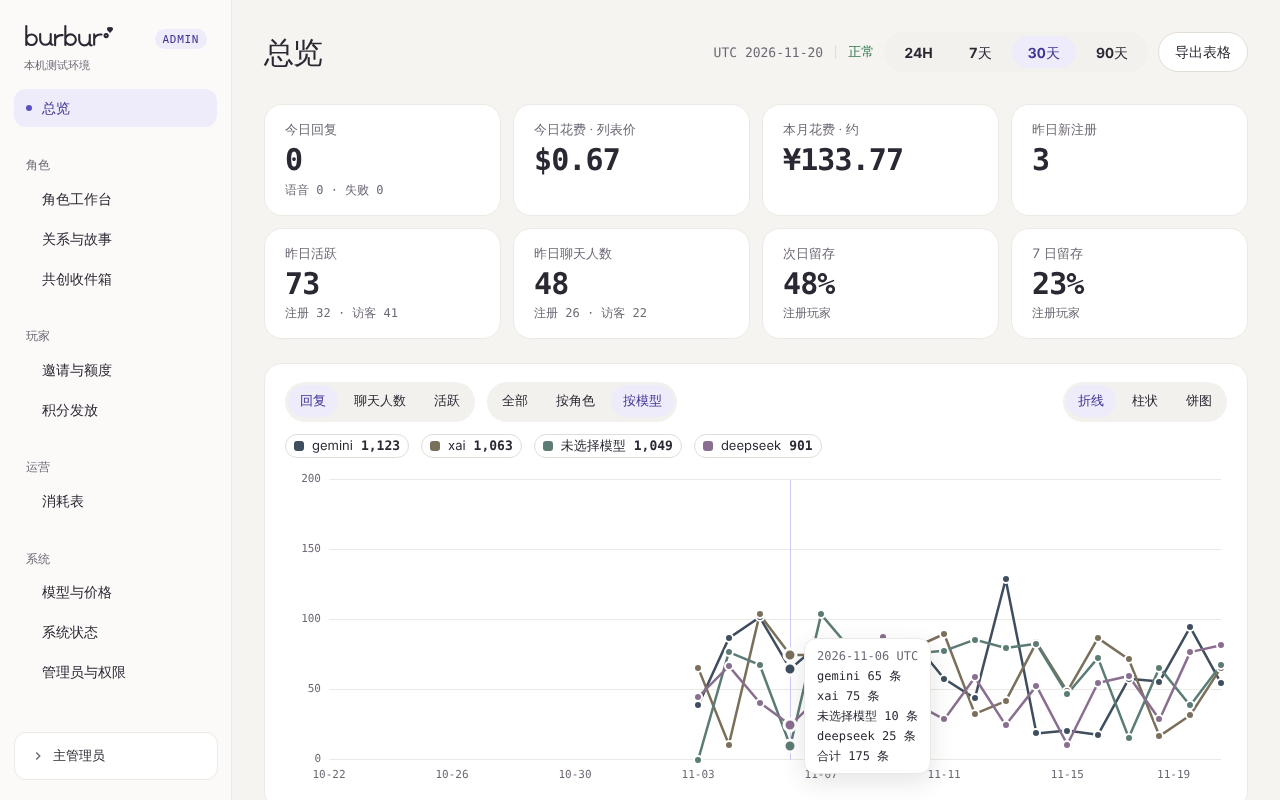 burbur
ADMIN
本机测试环境
总览
角色
角色工作台
关系与故事
共创收件箱
玩家
邀请与额度
积分发放
运营
消耗表
系统
模型与价格
系统状态
管理员与权限
主管理员
总览
UTC 2026-11-20 正常
24H 7天 30天 90天
导出表格
今日回复
0
语音 0 · 失败 0
今日花费 · 列表价
$0.67
本月花费 · 约
¥133.77
昨日新注册
3
昨日活跃
73
注册 32 · 访客 41
昨日聊天人数
48
注册 26 · 访客 22
次日留存
48%
注册玩家
7 日留存
23%
注册玩家
回复 聊天人数 活跃
全部 按角色 按模型
折线 柱状 饼图
gemini 1,123
xai 1,063
未选择模型 1,049
deepseek 901
200
150
100
50
0
2026-11-06 UTC
gemini 65 条
xai 75 条
未选择模型 10 条
deepseek 25 条
合计 175 条
10-22 10-26 10-30 11-03 11-07 11-11 11-15 11-19